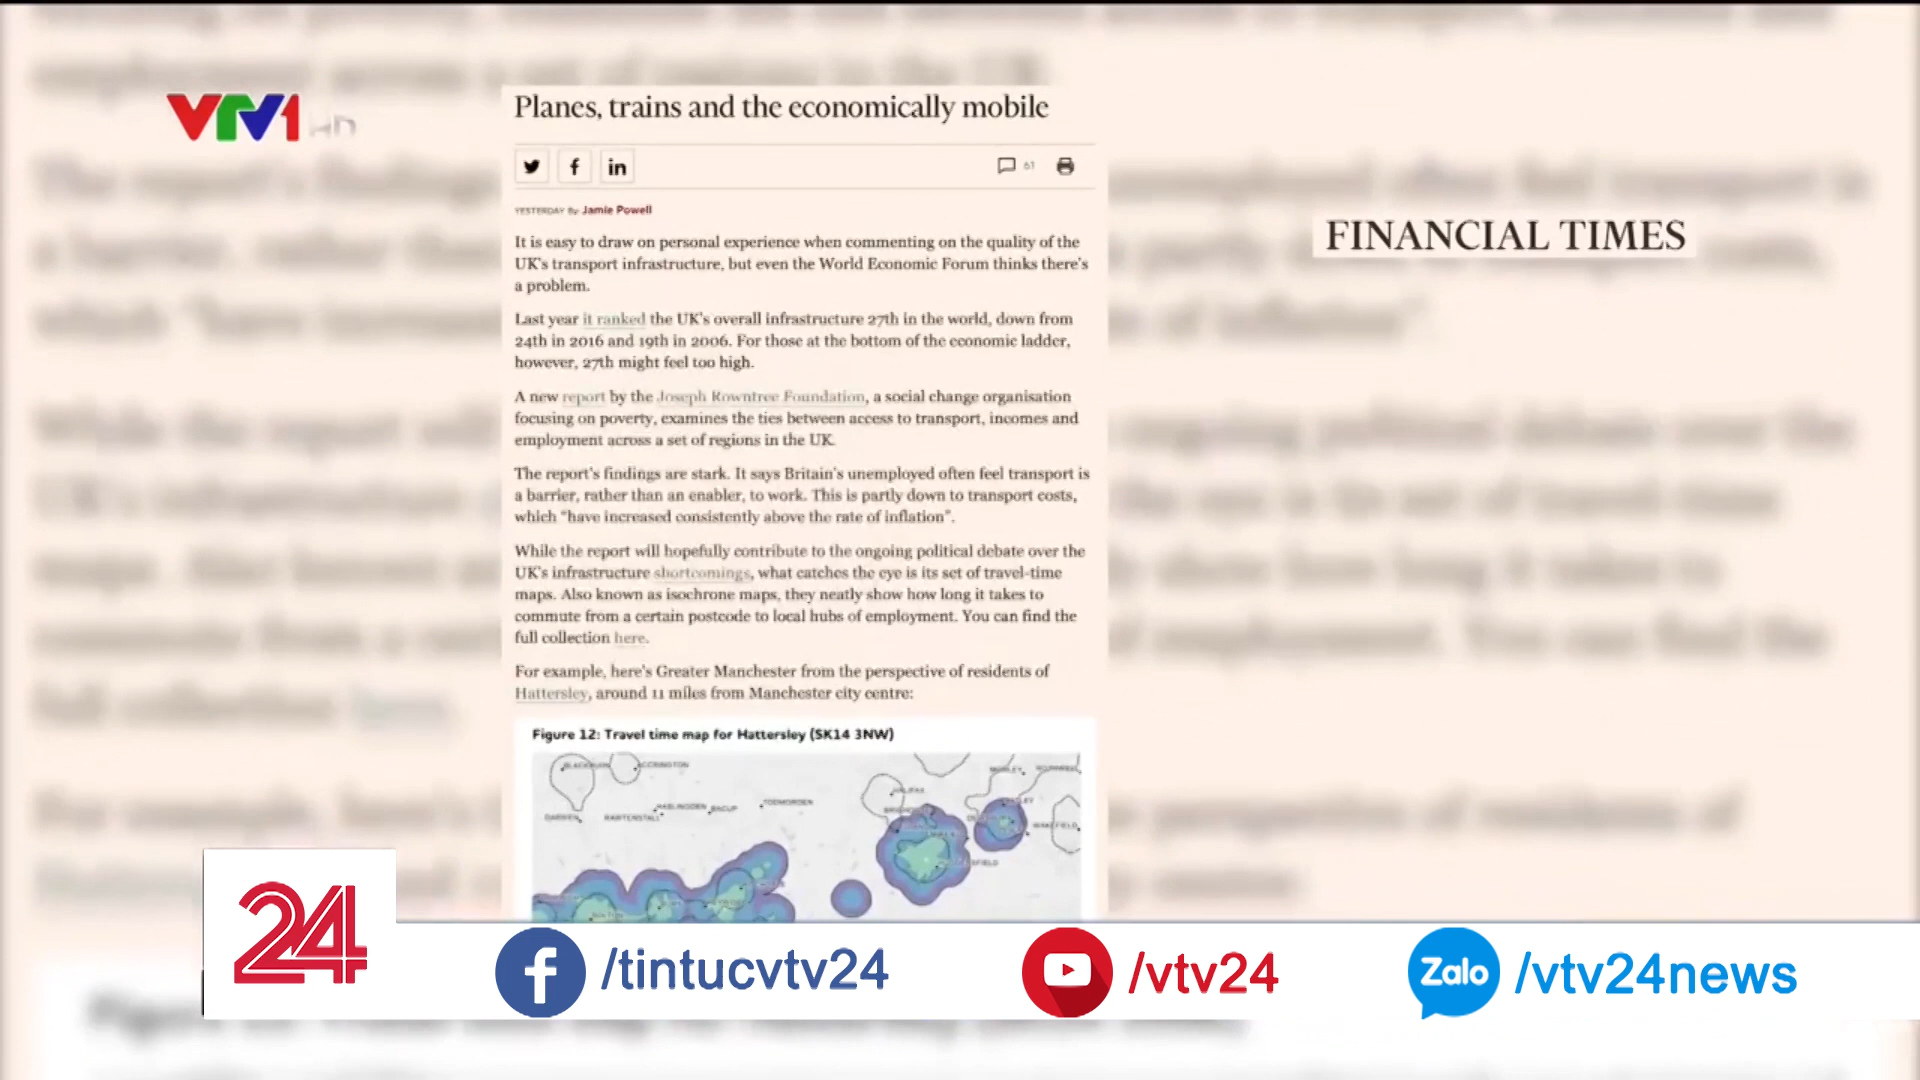 VTV1 HD
Planes, trains and the economically mobile
61
YESTERDAY By Jamie Powell
FINANCIAL TIMES
It is easy to draw on personal experience when commenting on the quality of the
UK's transport infrastructure, but even the World Economic Forum thinks there's
a problem.
Last year it ranked the UK's overall infrastructure 27th in the world, down from
24th in 2016 and 19th in 2006. For those at the bottom of the economic ladder,
however, 27th might feel too high.
A new report by the Joseph Rowntree Foundation, a social change organisation
focusing on poverty, examines the ties between access to transport, incomes and
employment across a set of regions in the UK.
The report's findings are stark. It says Britain's unemployed often feel transport is
a barrier, rather than an enabler, to work. This is partly down to transport costs,
which "have increased consistently above the rate of inflation".
While the report will hopefully contribute to the ongoing political debate over the
UK's infrastructure shortcomings, what catches the eye is its set of travel-time
maps. Also known as isochrone maps, they neatly show how long it takes to
commute from a certain postcode to local hubs of employment. You can find the
full collection here.
For example, here's Greater Manchester from the perspective of residents of
Hattersley, around 11 miles from Manchester city centre:
Figure 12: Travel time map for Hattersley (SK14 3NW)
ACCRINGTON
HASLINGDEN
BACUP
TODMORDEN
HALIFAX
DARWEN
RAWTENSTALL
24
/tintucvtv24
/vtv24
Zalo
/vtv24news